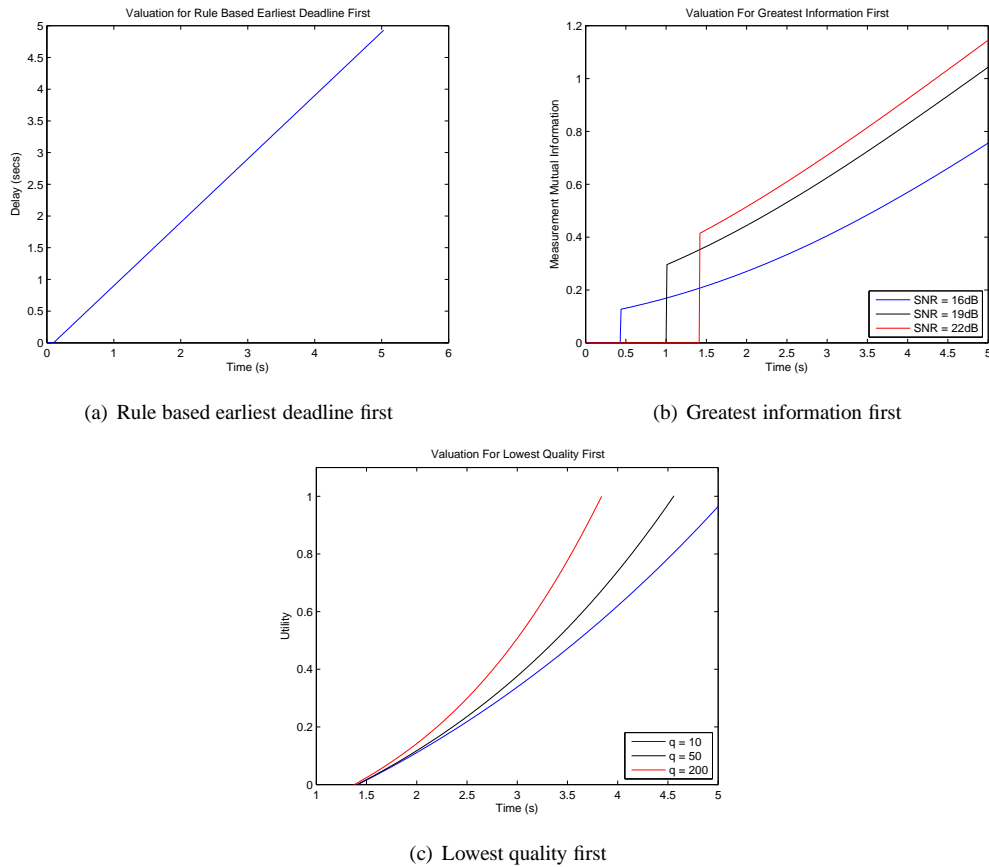 Valuation for Rule Based Earliest Deadline First
5
4.5
4
3.5
3
2.5
2
1.5
1
0.5
0
Delay (secs)
0 1 2 3 4 5 6
Time (s)
(a) Rule based earliest deadline first
Valuation For Greatest Information First
1.2
1
0.8
0.6
0.4
0.2
0
Measurement Mutual Information
0 0.5 1 1.5 2 2.5 3 3.5 4 4.5 5
Time (s)
SNR = 16dB
SNR = 19dB
SNR = 22dB
(b) Greatest information first
Valuation For Lowest Quality First
1
0.8
0.6
0.4
0.2
0
Utility
1 1.5 2 2.5 3 3.5 4 4.5 5
Time (s)
q = 10
q = 50
q = 200
(c) Lowest quality first